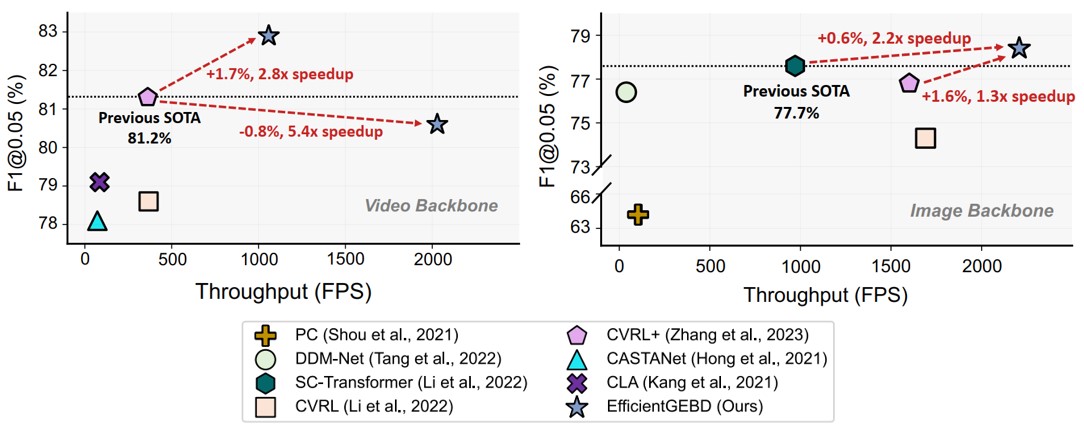 F1@0.05 (%)
83
82
81
80
79
78
+1.7%, 2.8x speedup
Previous SOTA
81.2%
-0.8%, 5.4x speedup
Video Backbone
0
500
1000
1500
2000
Throughput (FPS)
F1@0.05 (%)
79
77
75
73
66
63
+0.6%, 2.2x speedup
Previous SOTA
77.7%
+1.6%, 1.3x speedup
Image Backbone
0
500
1000
1500
2000
Throughput (FPS)
PC (Shou et al., 2021)
DDM-Net (Tang et al., 2022)
SC-Transformer (Li et al., 2022)
CVRL (Li et al., 2022)
CVRL+ (Zhang et al., 2023)
CASTANet (Hong et al., 2021)
CLA (Kang et al., 2021)
EfficientGEBD (Ours)